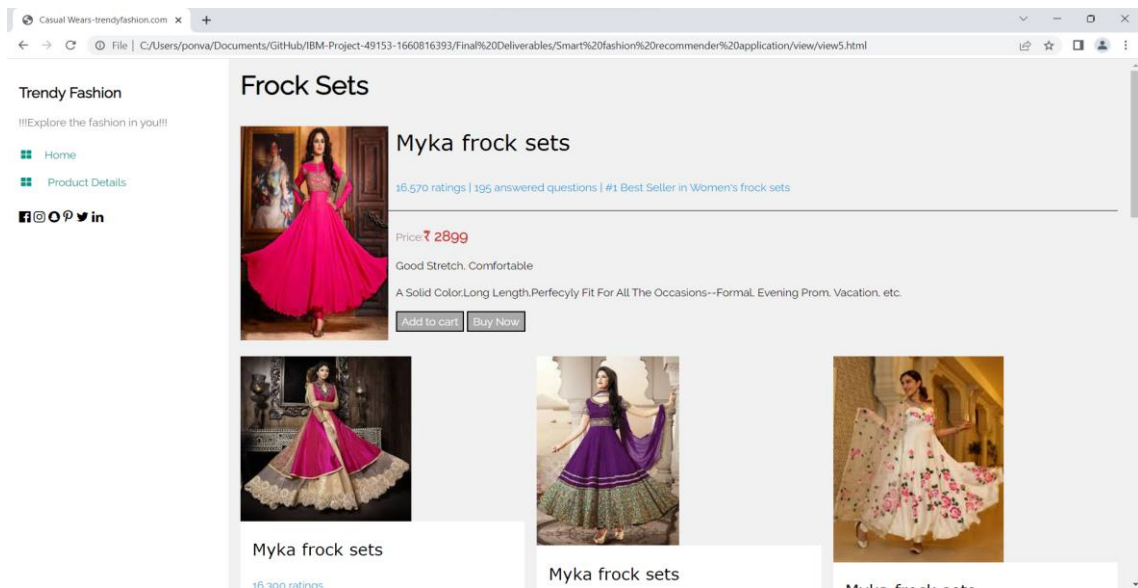 Casual Wears-trendyfashion.com
File | C:/Users/ponva/Documents/GitHub/IBM-Project-49153-1660816393/Final%20Deliverables/Smart%20fashion%20recommender%20application/view/view5.html
Trendy Fashion
!!!Explore the fashion in you!!!
Home
Product Details
Frock Sets
Myka frock sets
16,570 ratings | 195 answered questions | #1 Best Seller in Women's frock sets
Price:₹ 2899
Good Stretch, Comfortable
A Solid Color,Long Length,Perfecyly Fit For All The Occasions--Formal, Evening Prom, Vacation, etc.
Add to cart Buy Now
Myka frock sets
16,300 ratings
Myka frock sets
Myka frock sets